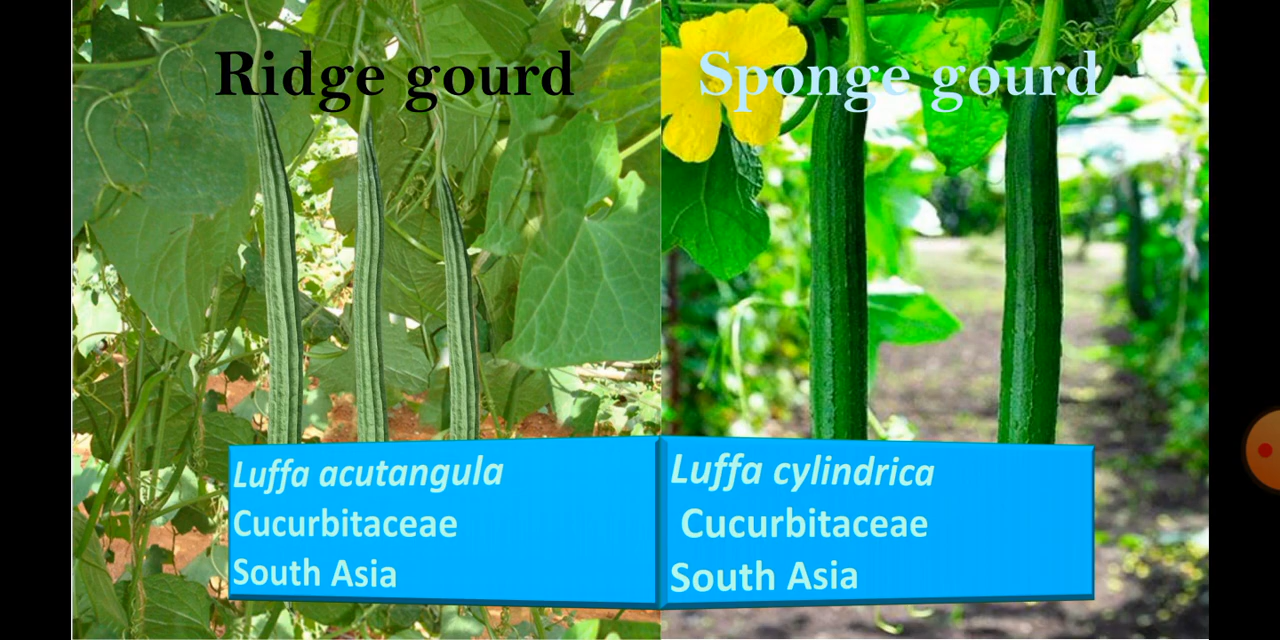 Ridge gourd
Luffa acutangula
Cucurbitaceae
South Asia
Sponge gourd
Luffa cylindrica
Cucurbitaceae
South Asia